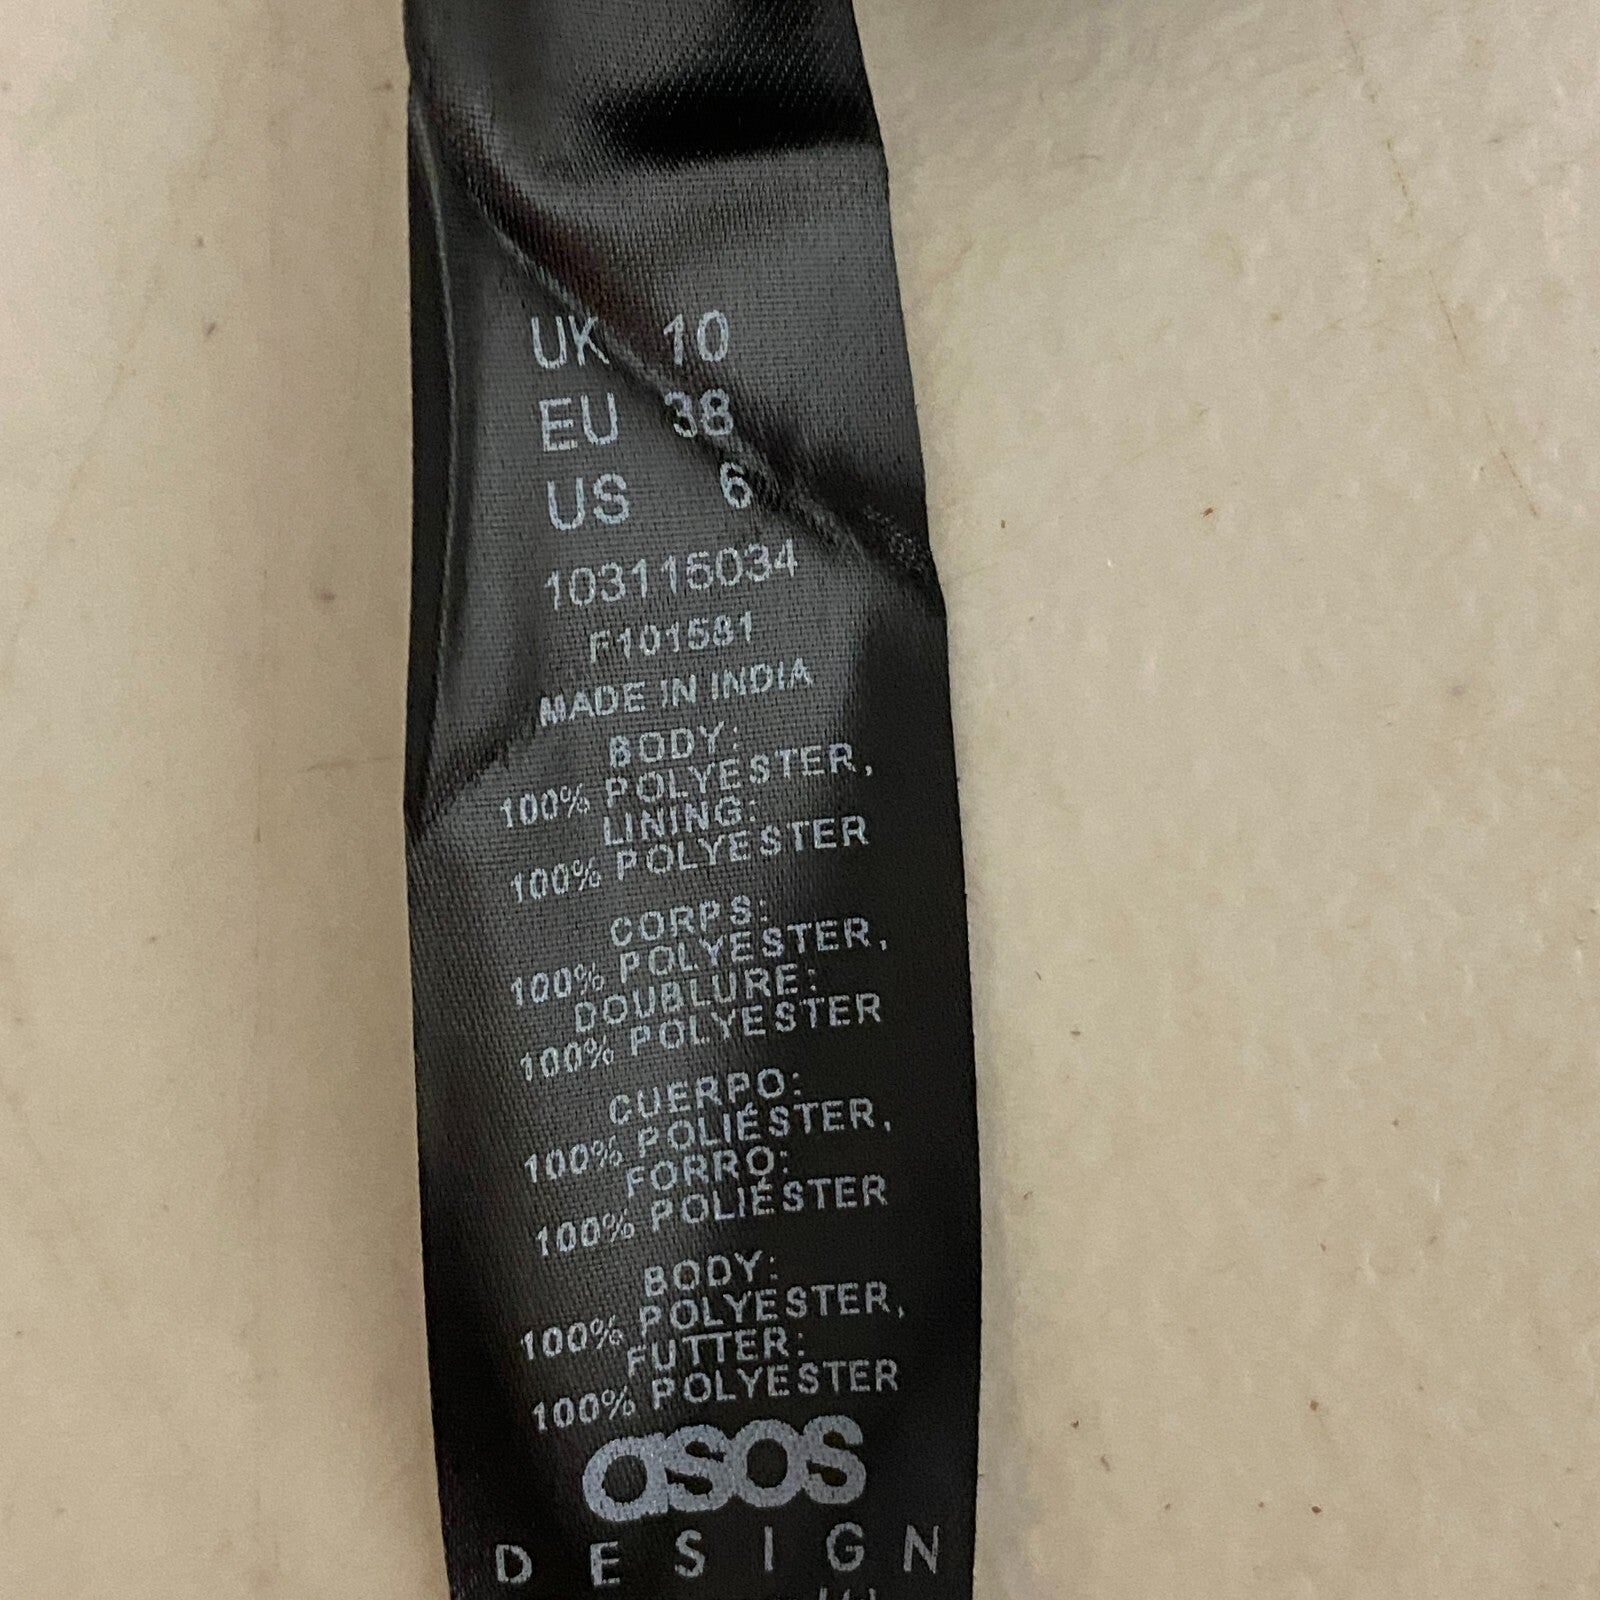 UK 10
EU 38
US 6
103115034
F101581
MADE IN INDIA
BODY:
100% POLYESTER,
LINING:
100% POLYESTER
CORPS:
100% POLYESTER,
DOUBLURE:
100% POLYESTER
CUERPO:
100% POLIÉSTER,
FORRO:
100% POLIÉSTER
BODY:
100% POLYESTER,
FUTTER:
100% POLYESTER
asos
DESIGN